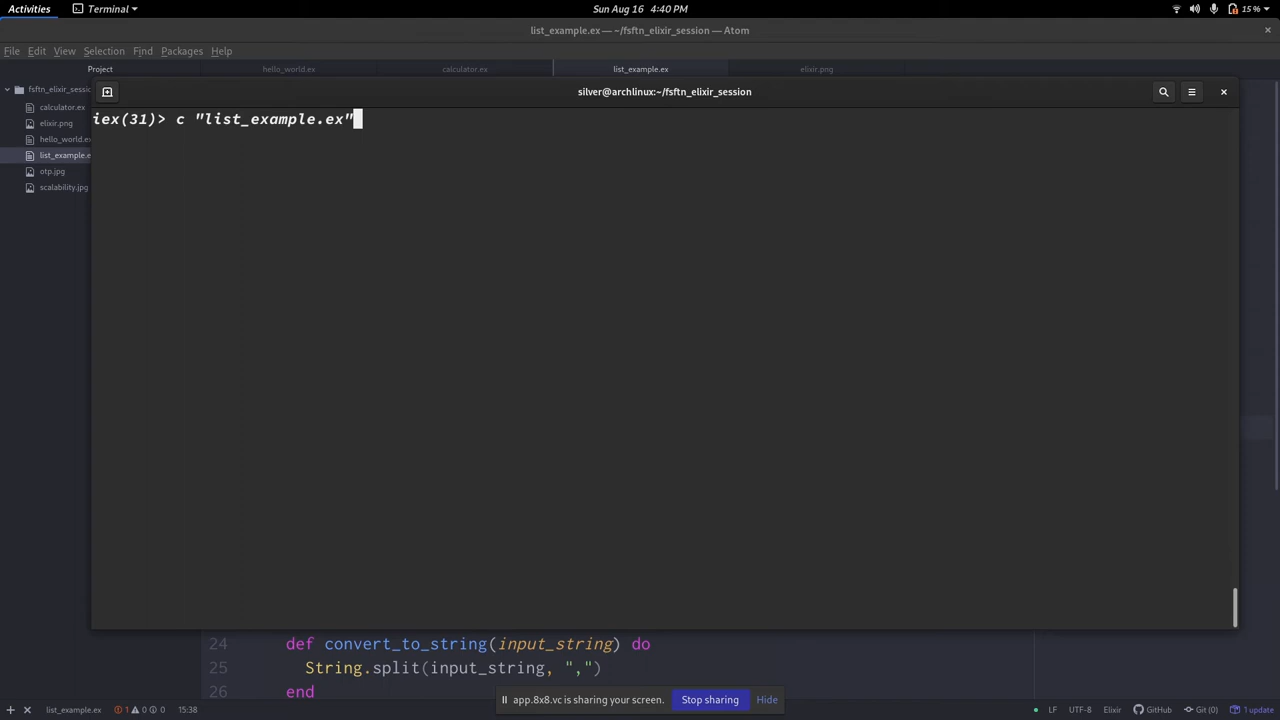 Activities Terminal Sun Aug 16 4:40 PM 15 %
list_example.ex — ~/fsftn_elixir_session — Atom
File Edit View Selection Find Packages Help
Project hello_world.ex calculator.ex list_example.ex elixir.png
silver@archlinux:~/fsftn_elixir_session
fsftn_elixir_sessio
calculator.ex
elixir.png
hello_world.ex
list_example.e
otp.jpg
scalability.jpg
iex(31)> c "list_example.ex"
24 def convert_to_string(input_string) do
25 String.split(input_string, ",")
26 end
app.8x8.vc is sharing your screen. Stop sharing Hide
list_example.ex 1 0 0 15:38 LF UTF-8 Elixir GitHub Git (0) 1 update